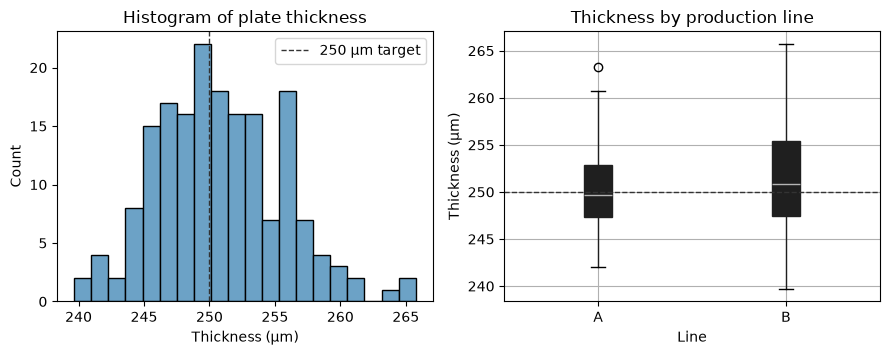 Histogram of plate thickness
250 µm target
20
15
10
5
0
Count
240 245 250 255 260 265
Thickness (µm)
Thickness by production line
265
260
255
250
245
240
Thickness (µm)
A B
Line